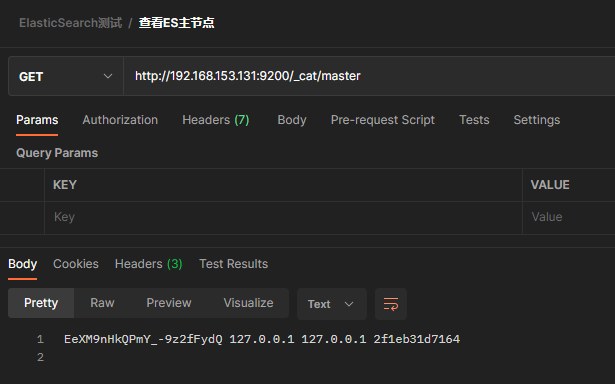 ElasticSearch测试 / 查看ES主节点
GET http://192.168.153.131:9200/_cat/master
Params Authorization Headers (7) Body Pre-request Script Tests Settings
Query Params
KEY VALUE
Key Value
Body Cookies Headers (3) Test Results
Pretty Raw Preview Visualize Text
1 EeXM9nHkQPmY_-9z2fFydQ 127.0.0.1 127.0.0.1 2f1eb31d7164
2